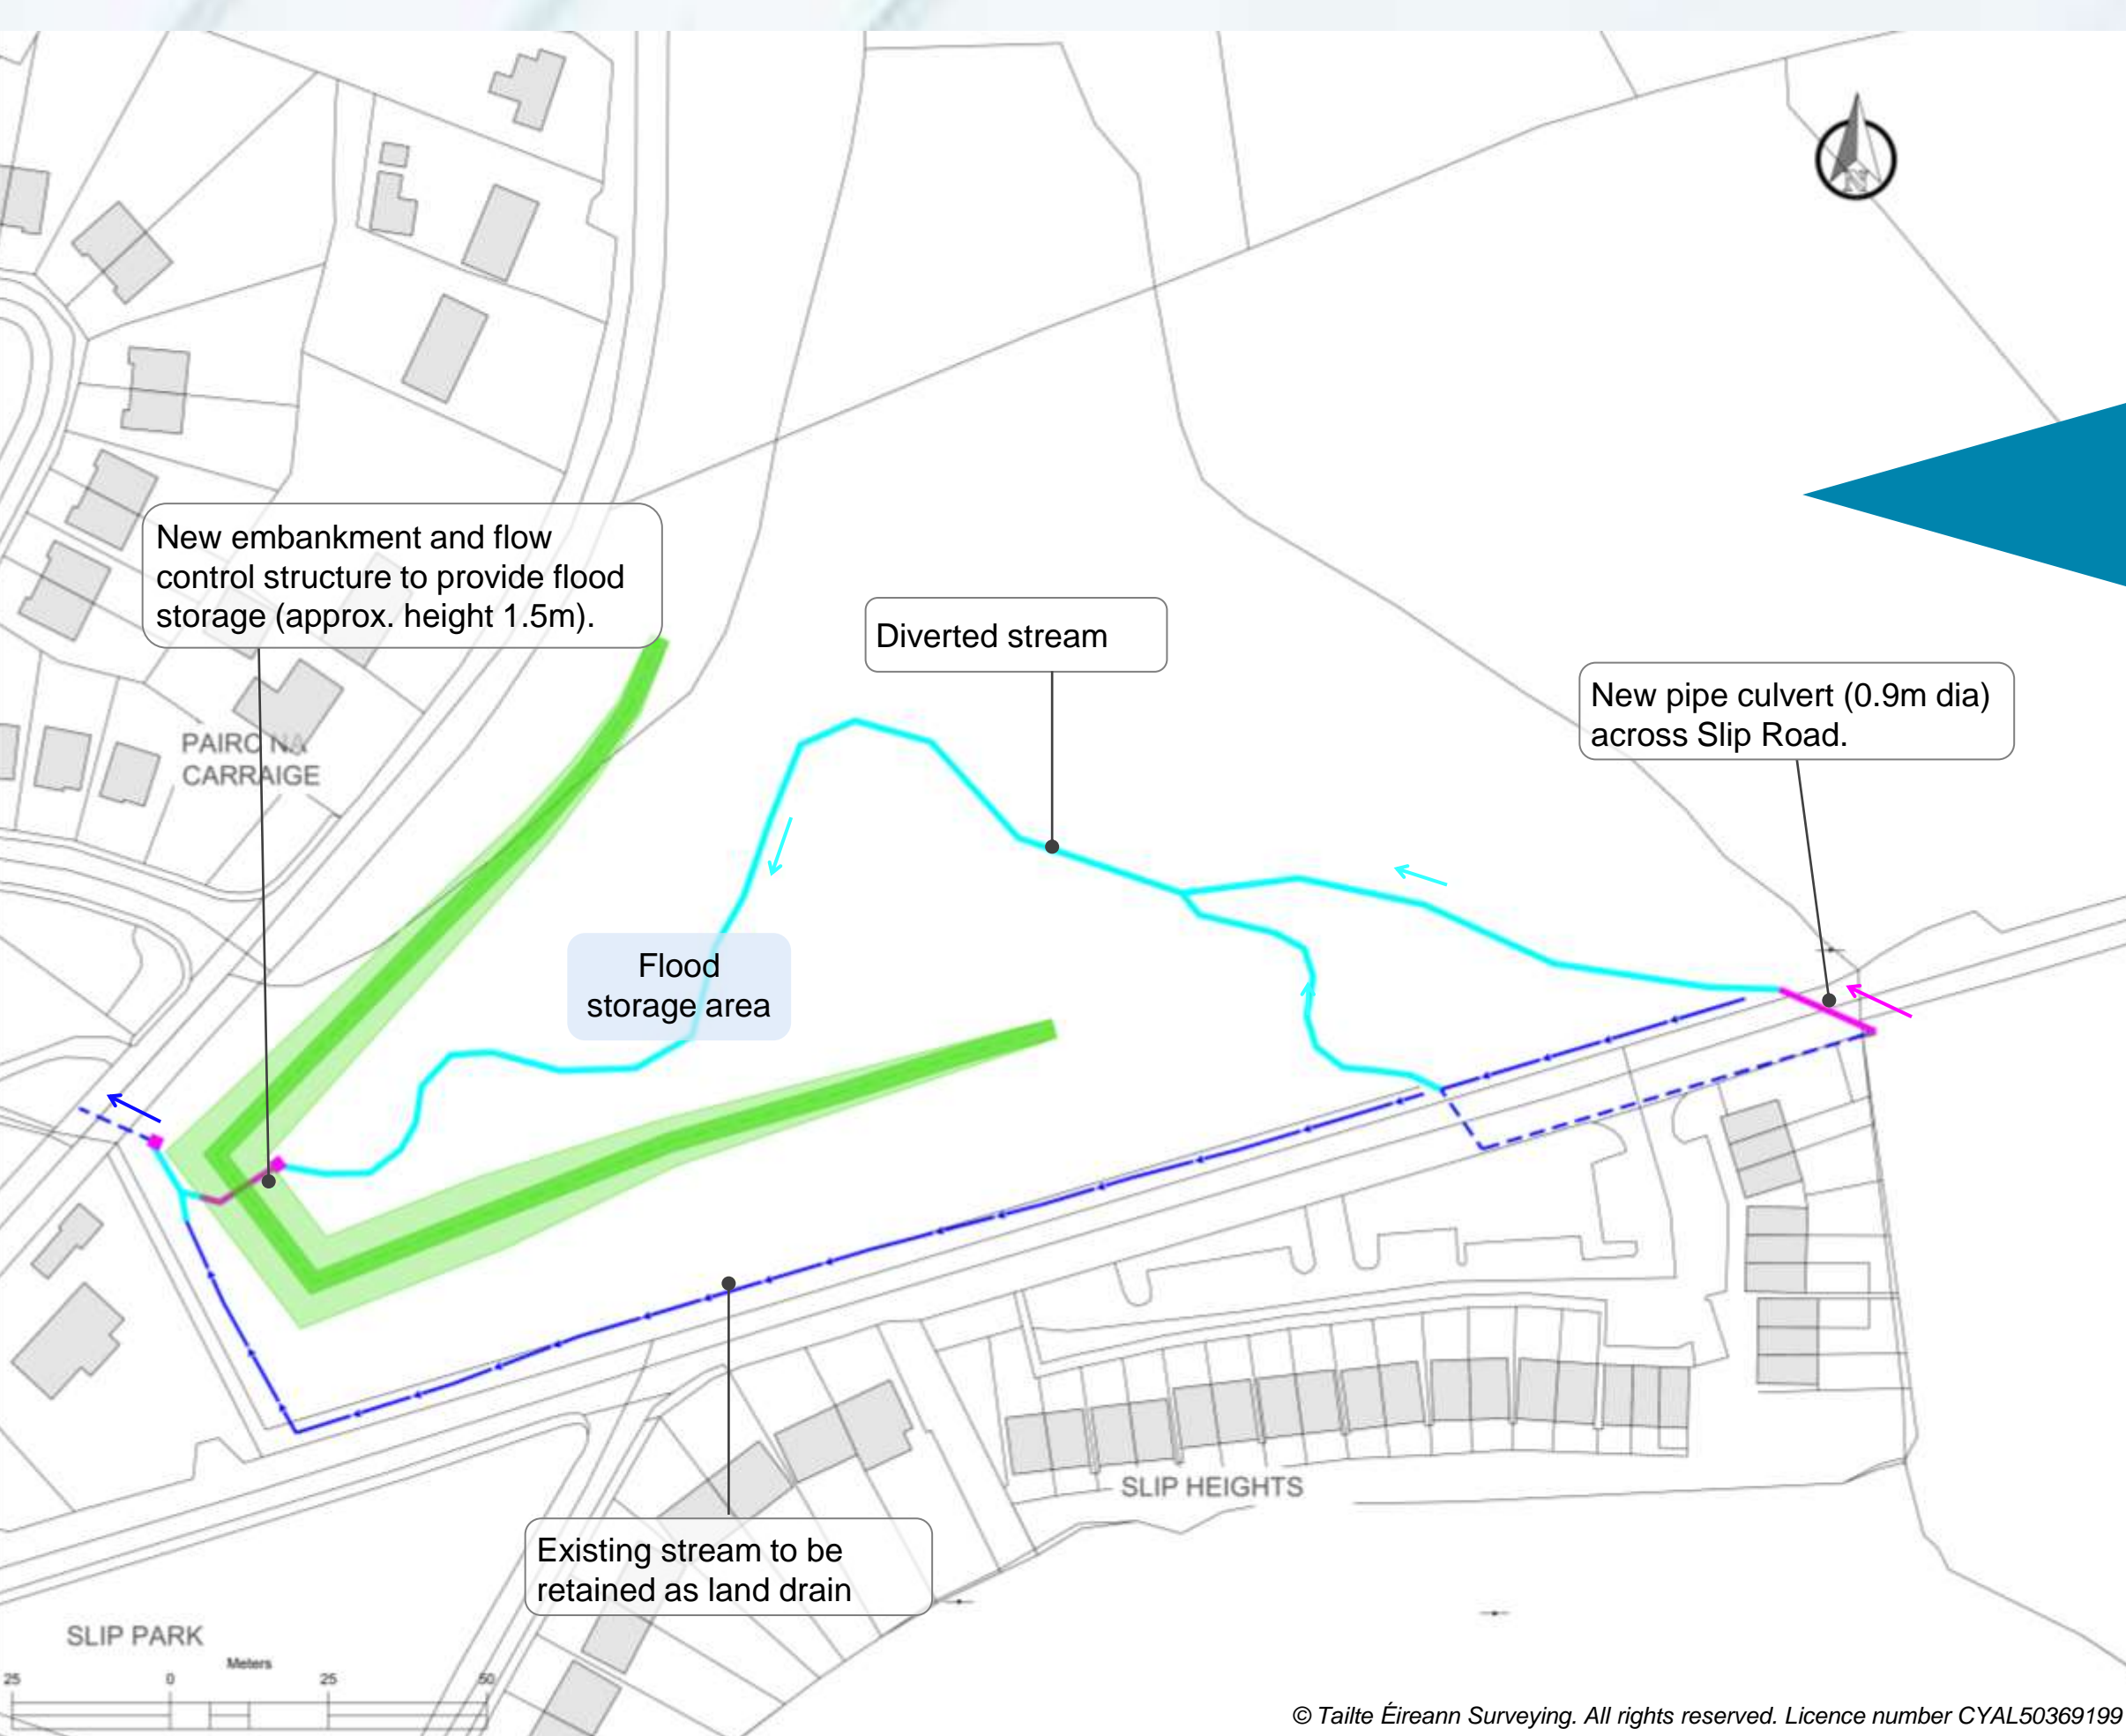 N
New embankment and flow
control structure to provide flood
storage (approx. height 1.5m).
Diverted stream
New pipe culvert (0.9m dia)
across Slip Road.
PAIRC NA
CARRAIGE
Flood
storage area
SLIP HEIGHTS
Existing stream to be
retained as land drain
SLIP PARK
Meters
25 0 25 50
© Tailte Éireann Surveying. All rights reserved. Licence number CYAL50369199